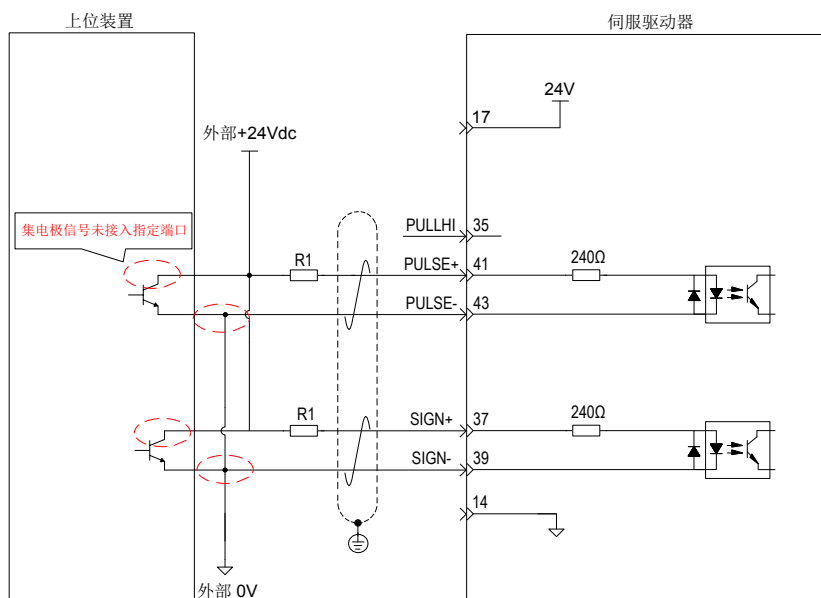 上位装置
伺服驱动器
24V
17
外部+24Vdc
集电极信号未接入指定端口
PULLHI
35
R1
PULSE+
41
240Ω
PULSE-
43
R1
SIGN+
37
240Ω
SIGN-
39
14
外部 0V